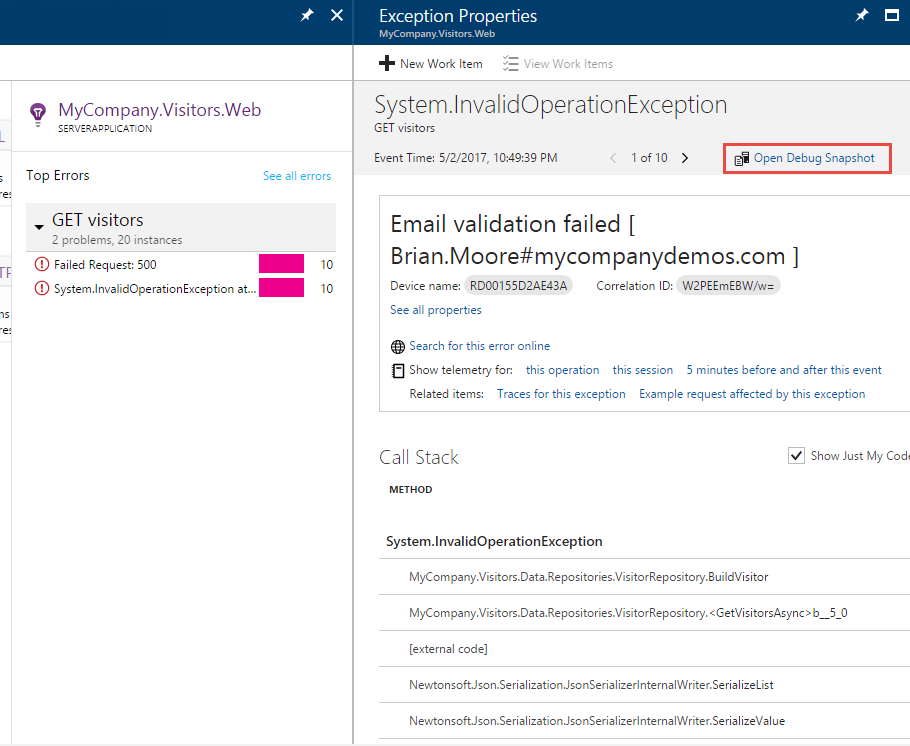 Exception Properties
MyCompany.Visitors.Web
New Work Item
View Work Items
L
s
res
TF
ns
res
MyCompany.Visitors.Web
SERVERAPPLICATION
Top Errors
See all errors
GET visitors
2 problems, 20 instances
Failed Request: 500
10
System.InvalidOperationException at...
10
System.InvalidOperationException
GET visitors
Event Time: 5/2/2017, 10:49:39 PM
1 of 10
Open Debug Snapshot
Email validation failed [
Brian.Moore#mycompanydemos.com ]
Device name: RD00155D2AE43A Correlation ID: W2PEEmEBW/w=
See all properties
Search for this error online
Show telemetry for: this operation this session 5 minutes before and after this event
Related items: Traces for this exception Example request affected by this exception
Call Stack
Show Just My Code
METHOD
System.InvalidOperationException
MyCompany.Visitors.Data.Repositories.VisitorRepository.BuildVisitor
MyCompany.Visitors.Data.Repositories.VisitorRepository.<GetVisitorsAsync>b__5_0
[external code]
Newtonsoft.Json.Serialization.JsonSerializerInternalWriter.SerializeList
Newtonsoft.Json.Serialization.JsonSerializerInternalWriter.SerializeValue